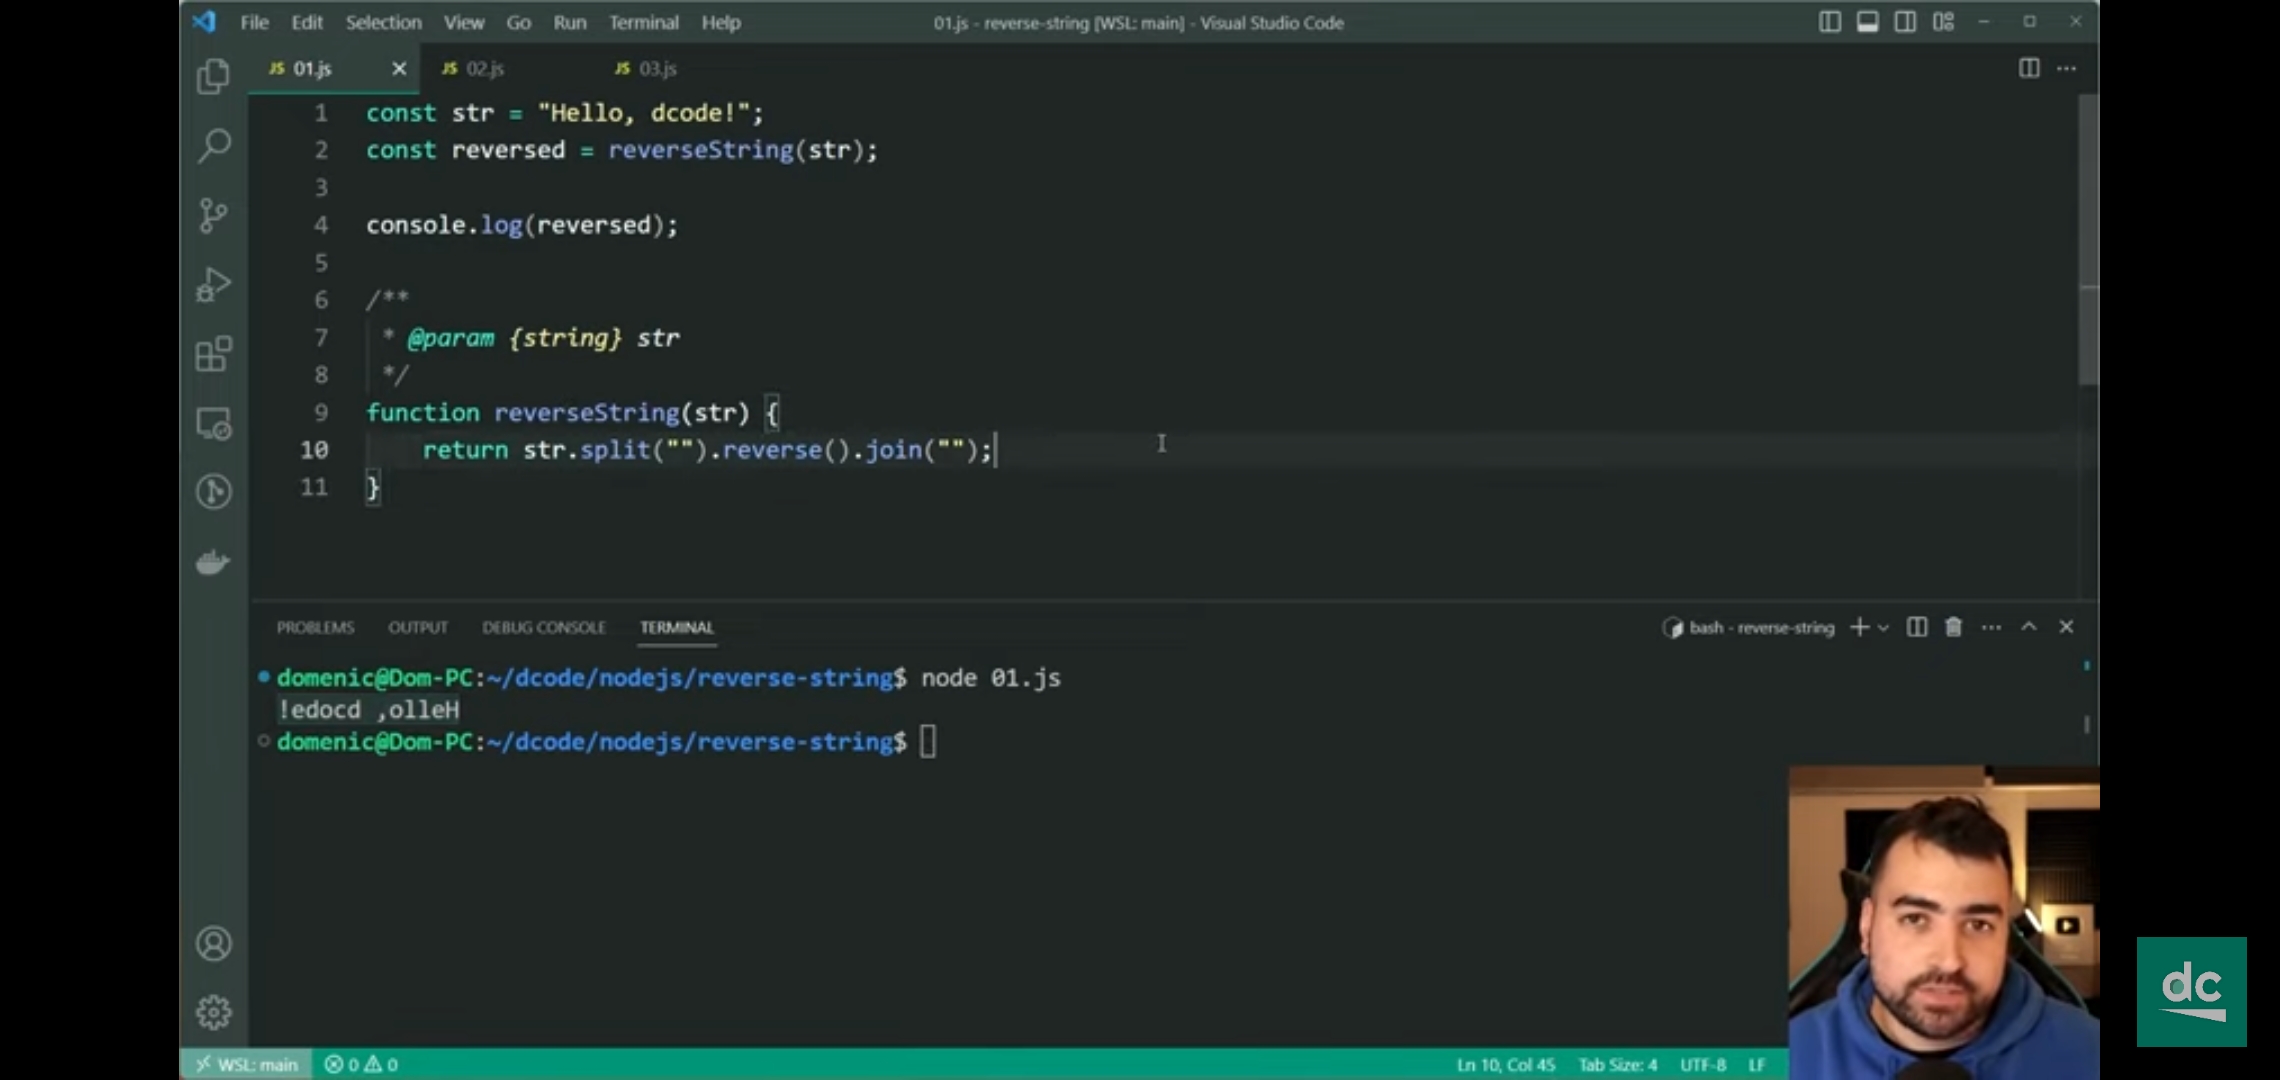 File Edit Selection View Go Run Terminal Help 01.js - reverse-string [WSL: main] - Visual Studio Code
JS 01.js JS 02.js JS 03.js
1 const str = "Hello, dcode!";
2 const reversed = reverseString(str);
3
4 console.log(reversed);
5
6 /**
7 * @param {string} str
8 */
9 function reverseString(str) {
10 return str.split("").reverse().join("");
11 }
PROBLEMS OUTPUT DEBUG CONSOLE TERMINAL bash - reverse-string
domenic@Dom-PC:~/dcode/nodejs/reverse-string$ node 01.js
!edocd ,olleH
domenic@Dom-PC:~/dcode/nodejs/reverse-string$
WSL: main 0 0 Ln 10, Col 45 Tab Size: 4 UTF-8 LF
dc